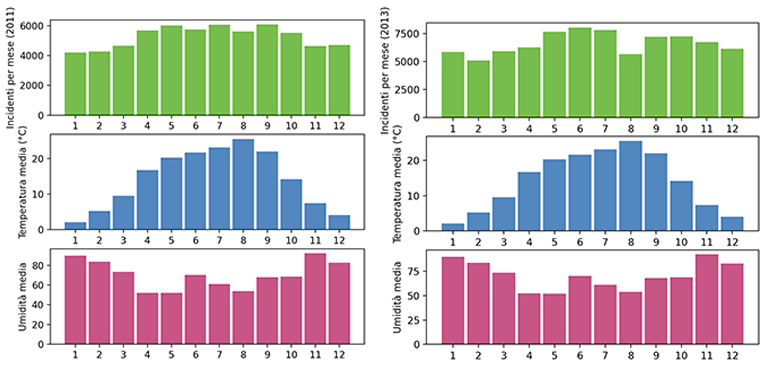 Incidenti per mese (2011)
6000
4000
2000
0
1 2 3 4 5 6 7 8 9 10 11 12
Temperatura media (°C)
20
10
0
1 2 3 4 5 6 7 8 9 10 11 12
Umidità media
80
60
40
20
0
1 2 3 4 5 6 7 8 9 10 11 12
Incidenti per mese (2013)
7500
5000
2500
0
1 2 3 4 5 6 7 8 9 10 11 12
Temperatura media (°C)
20
10
0
1 2 3 4 5 6 7 8 9 10 11 12
Umidità media
75
50
25
0
1 2 3 4 5 6 7 8 9 10 11 12